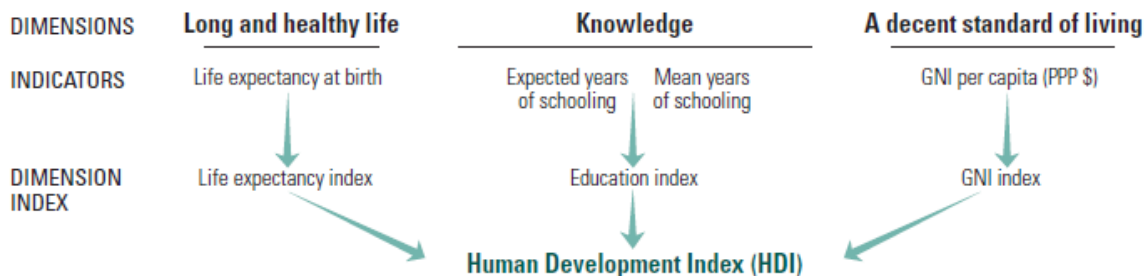 DIMENSIONS Long and healthy life Knowledge A decent standard of living
INDICATORS Life expectancy at birth Expected years of schooling Mean years of schooling GNI per capita (PPP $)
DIMENSION INDEX Life expectancy index Education index GNI index
Human Development Index (HDI)